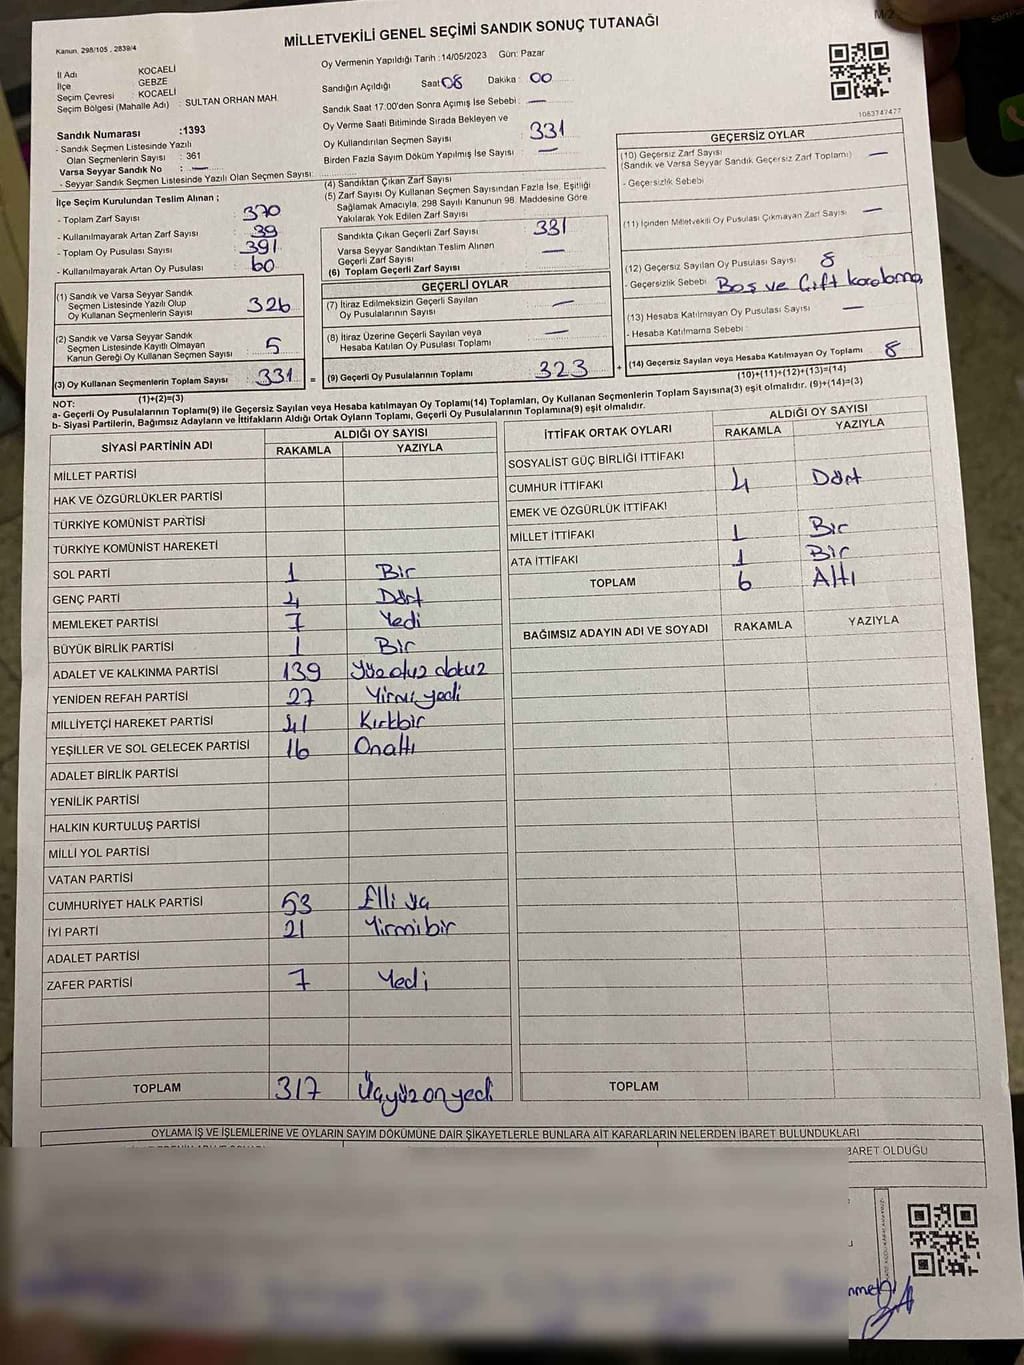 Kanun, 298/105 , 2839/4
MİLLETVEKİLİ GENEL SEÇİMİ SANDIK SONUÇ TUTANAĞI
İl Adı KOCAELİ
İlçe GEBZE
Seçim Çevresi : KOCAELİ
Seçim Bölgesi (Mahalle Adı) : SULTAN ORHAN MAH.
Sandık Numarası :1393
- Sandık Seçmen Listesinde Yazılı
Olan Seçmenlerin Sayısı : 361
Varsa Seyyar Sandık No : —
- Seyyar Sandık Seçmen Listesinde Yazılı Olan Seçmen Sayısı:
Oy Vermenin Yapıldığı Tarih :14/05/2023 Gün: Pazar
Sandığın Açıldığı Saat 08 Dakika : 00
Sandık Saat 17:00'den Sonra Açımış İse Sebebi : —
Oy Verme Saati Bitiminde Sırada Bekleyen ve
Oy Kullandırılan Seçmen Sayısı 331
Birden Fazla Sayım Döküm Yapılmış İse Sayısı —
1063747477
İlçe Seçim Kurulundan Teslim Alınan ;
- Toplam Zarf Sayısı : 370
- Kullanılmayarak Artan Zarf Sayısı : 39
- Toplam Oy Pusulası Sayısı : 391
- Kullanılmayarak Artan Oy Pusulası : 60
(1) Sandık ve Varsa Seyyar Sandık
Seçmen Listesinde Yazılı Olup
Oy Kullanan Seçmenlerin Sayısı : 326
(2) Sandık ve Varsa Seyyar Sandık
Seçmen Listesinde Kayıtlı Olmayan
Kanun Gereği Oy Kullanan Seçmen Sayısı : 5
(3) Oy Kullanan Seçmenlerin Toplam Sayısı : 331
(1)+(2)=(3)
(4) Sandıktan Çıkan Zarf Sayısı
(5) Zarf Sayısı Oy Kullanan Seçmen Sayısından Fazla İse, Eşitliği
Sağlamak Amacıyla, 298 Sayılı Kanunun 98. Maddesine Göre
Yakılarak Yok Edilen Zarf Sayısı
Sandıkta Çıkan Geçerli Zarf Sayısı 331
Varsa Seyyar Sandıktan Teslim Alınan
Geçerli Zarf Sayısı —
(6) Toplam Geçerli Zarf Sayısı
GEÇERLİ OYLAR
(7) İtiraz Edilmeksizin Geçerli Sayılan
Oy Pusulalarının Sayısı : —
(8) İtiraz Üzerine Geçerli Sayılan veya
Hesaba Katılan Oy Pusulası Toplamı : —
= (9) Geçerli Oy Pusulalarının Toplamı : 323
GEÇERSİZ OYLAR
(10) Geçersiz Zarf Sayısı
(Sandık ve Varsa Seyyar Sandık Geçersiz Zarf Toplamı) —
- Geçersizlik Sebebi
(11) İçinden Milletvekili Oy Pusulası Çıkmayan Zarf Sayısı —
(12) Geçersiz Sayılan Oy Pusulası Sayısı 8
- Geçersizlik Sebebi Boş ve Çift karalama
(13) Hesaba Katılmayan Oy Pusulası Sayısı —
- Hesaba Katılmama Sebebi
+ (14) Geçersiz Sayılan veya Hesaba Katılmayan Oy Toplamı 8
(10)+(11)+(12)+(13)=(14)
NOT:
a- Geçerli Oy Pusulalarının Toplamı(9) ile Geçersiz Sayılan veya Hesaba katılmayan Oy Toplamı(14) Toplamları, Oy Kullanan Seçmenlerin Toplam Sayısına(3) eşit olmalıdır. (9)+(14)=(3)
b- Siyasi Partilerin, Bağımsız Adayların ve İttifakların Aldığı Ortak Oyların Toplamı, Geçerli Oy Pusulalarının Toplamına(9) eşit olmalıdır.
SİYASİ PARTİNİN ADI ALDIĞI OY SAYISI
RAKAMLA YAZIYLA
MİLLET PARTİSİ
HAK VE ÖZGÜRLÜKLER PARTİSİ
TÜRKİYE KOMÜNİST PARTİSİ
TÜRKİYE KOMÜNİST HAREKETİ
SOL PARTİ 1 Bir
GENÇ PARTİ 4 Dört
MEMLEKET PARTİSİ 7 Yedi
BÜYÜK BİRLİK PARTİSİ 1 Bir
ADALET VE KALKINMA PARTİSİ 139 Yüzotuz dokuz
YENİDEN REFAH PARTİSİ 27 Yirmi yedi
MİLLİYETÇİ HAREKET PARTİSİ 41 Kırkbir
YEŞİLLER VE SOL GELECEK PARTİSİ 16 Onaltı
ADALET BİRLİK PARTİSİ
YENİLİK PARTİSİ
HALKIN KURTULUŞ PARTİSİ
MİLLİ YOL PARTİSİ
VATAN PARTİSİ
CUMHURİYET HALK PARTİSİ 53 Elli üç
İYİ PARTİ 21 Yirmibir
ADALET PARTİSİ
ZAFER PARTİSİ 7 Yedi
TOPLAM 317 Üçyüz on yedi
İTTİFAK ORTAK OYLARI ALDIĞI OY SAYISI
RAKAMLA YAZIYLA
SOSYALİST GÜÇ BİRLİĞİ İTTİFAKI
CUMHUR İTTİFAKI 4 Dört
EMEK VE ÖZGÜRLÜK İTTİFAKI
MİLLET İTTİFAKI 1 Bir
ATA İTTİFAKI 1 Bir
TOPLAM 6 Altı
BAĞIMSIZ ADAYIN ADI VE SOYADI RAKAMLA YAZIYLA
TOPLAM
OYLAMA İŞ VE İŞLEMLERİNE VE OYLARIN SAYIM DÖKÜMÜNE DAİR ŞİKAYETLERLE BUNLARA AİT KARARLARIN NELERDEN İBARET BULUNDUKLARI
BARET OLDUĞU